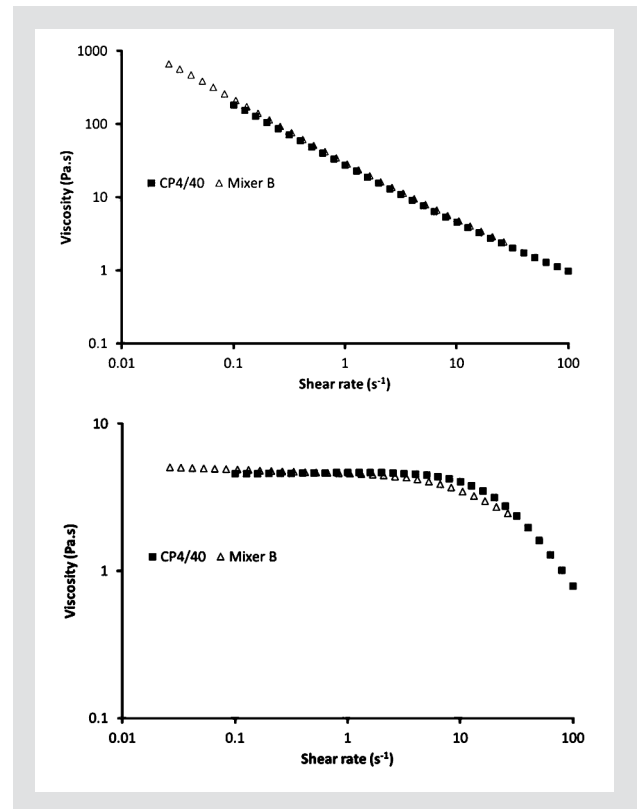 1000
100
10
1
0.1
Viscosity (Pa.s)
■ CP4/40 △ Mixer B
0.01 0.1 1 10 100
Shear rate (s⁻¹)
10
1
0.1
Viscosity (Pa.s)
■ CP4/40 △ Mixer B
0.01 0.1 1 10 100
Shear rate (s⁻¹)